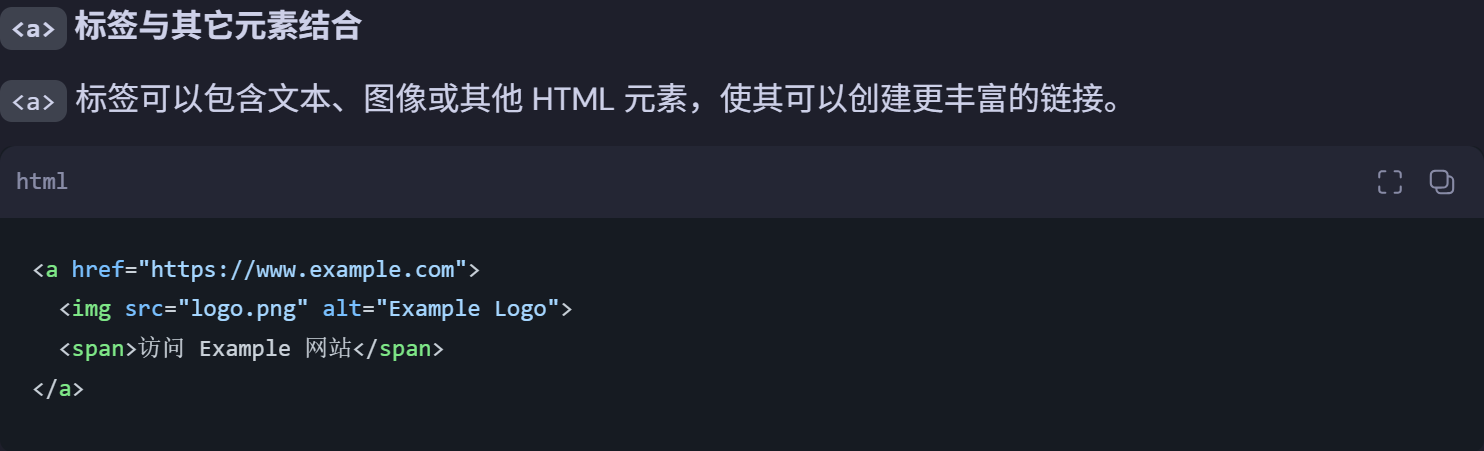 <a> 标签与其它元素结合
<a> 标签可以包含文本、图像或其他 HTML 元素，使其可以创建更丰富的链接。
html
<a href="https://www.example.com">
  <img src="logo.png" alt="Example Logo">
  <span>访问 Example 网站</span>
</a>